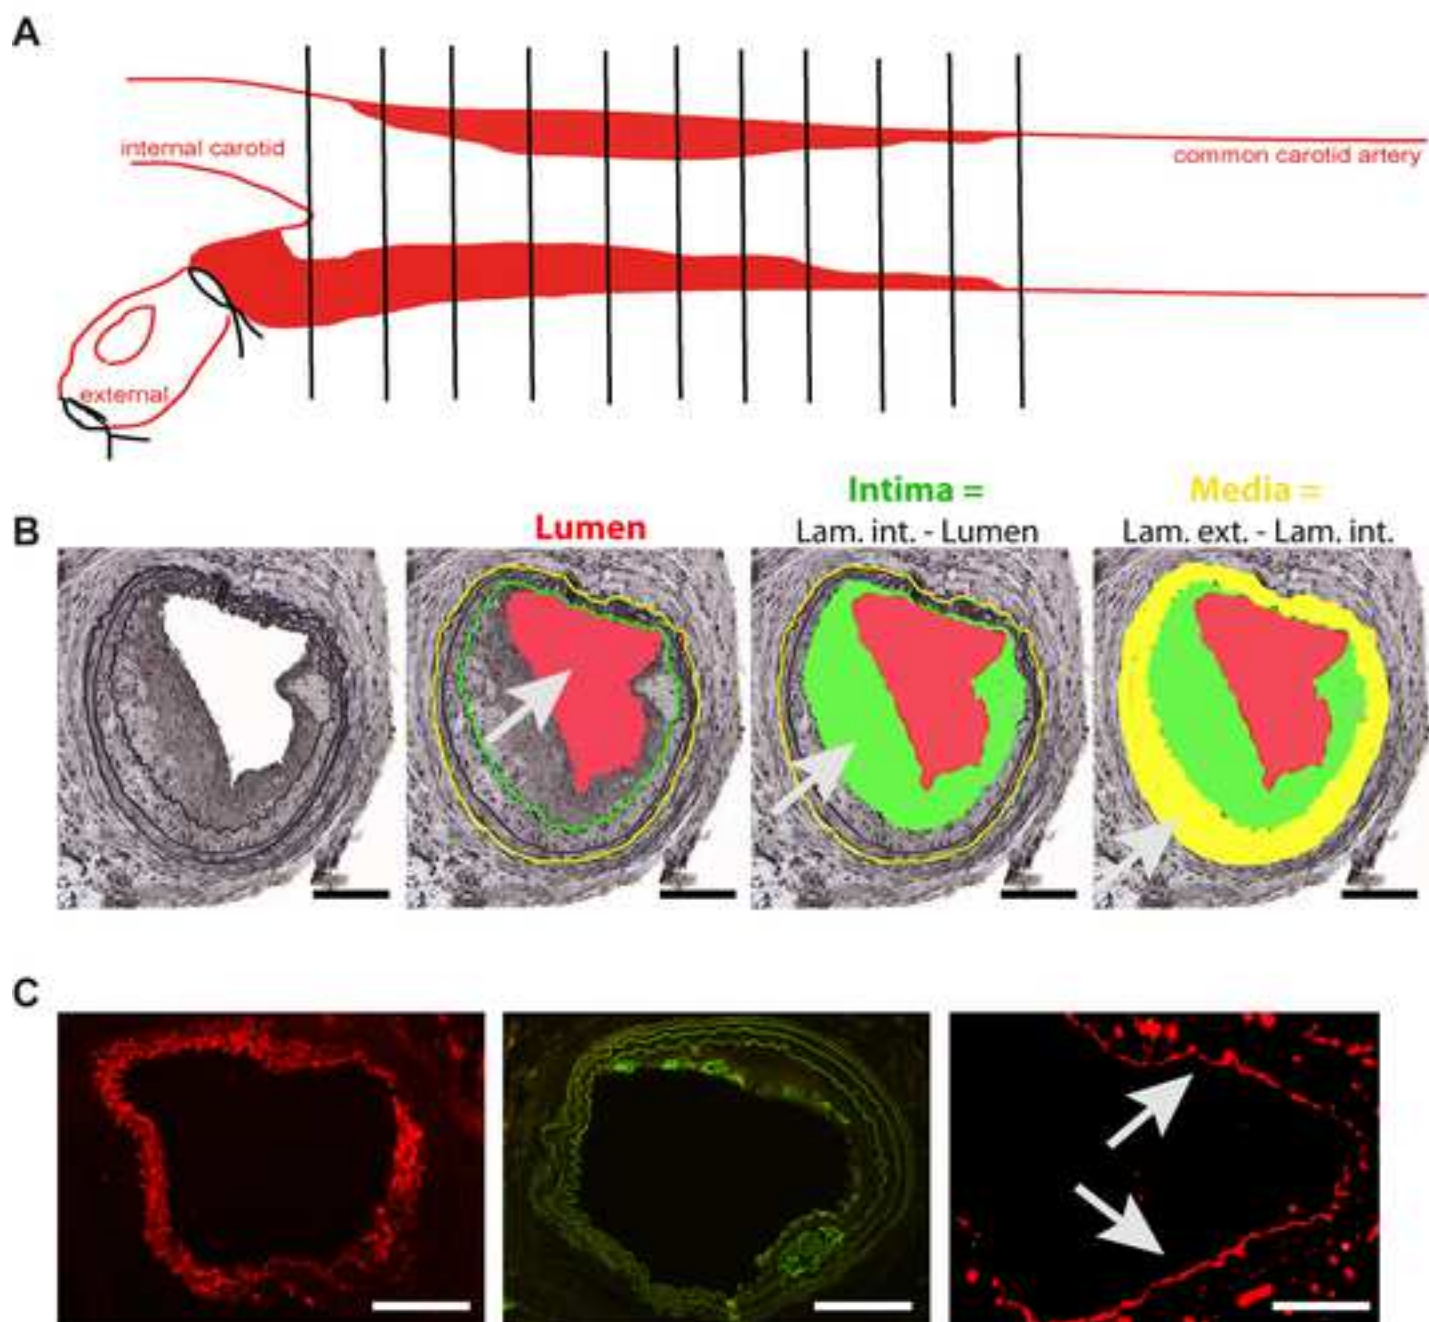 A
internal carotid
common carotid artery
external
B
Lumen
Intima =
Lam. int. - Lumen
Media =
Lam. ext. - Lam. int.
C